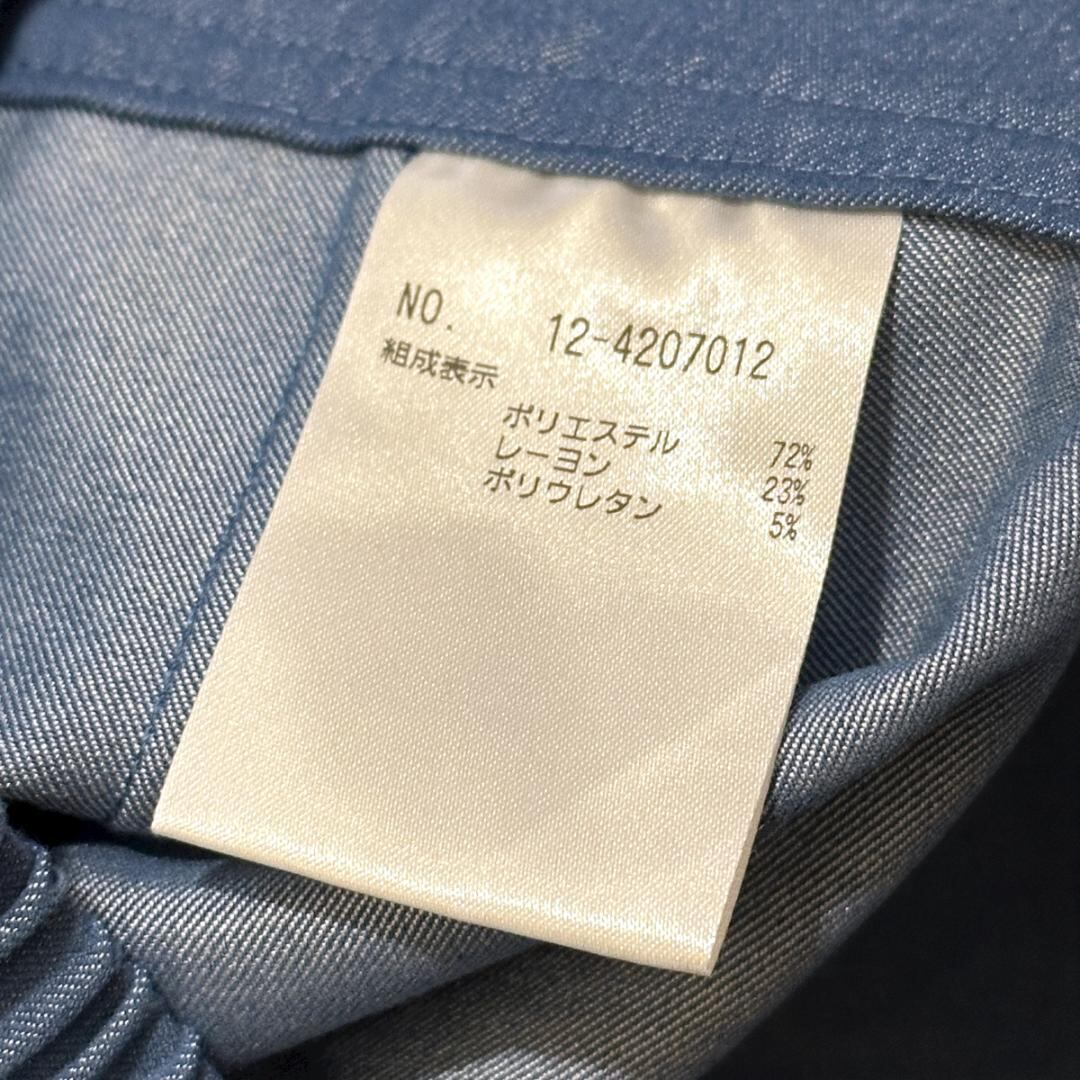 NO. 12-4207012
組成表示
ポリエステル 72%
レーヨン 23%
ポリウレタン 5%